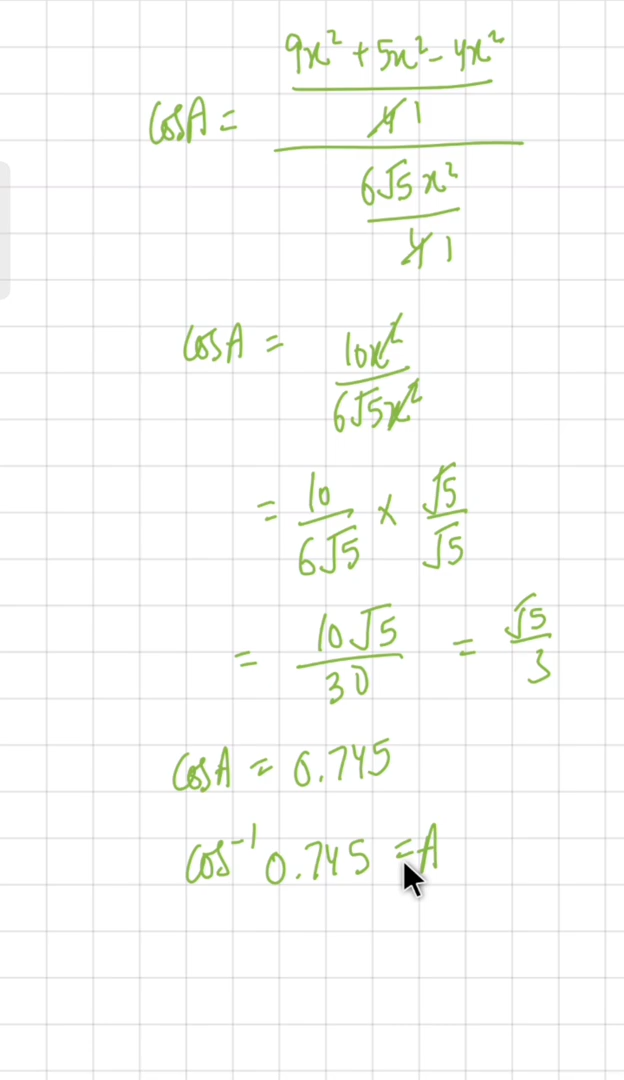 9x² + 5x² - 4x²
cosA = 4 1
6√5 x²
4 1
cosA = 10x² / 6√5x²
= 10 / 6√5 × √5 / √5
= 10√5 / 30 = √5 / 3
cosA = 0.745
cos⁻¹ 0.745 = A